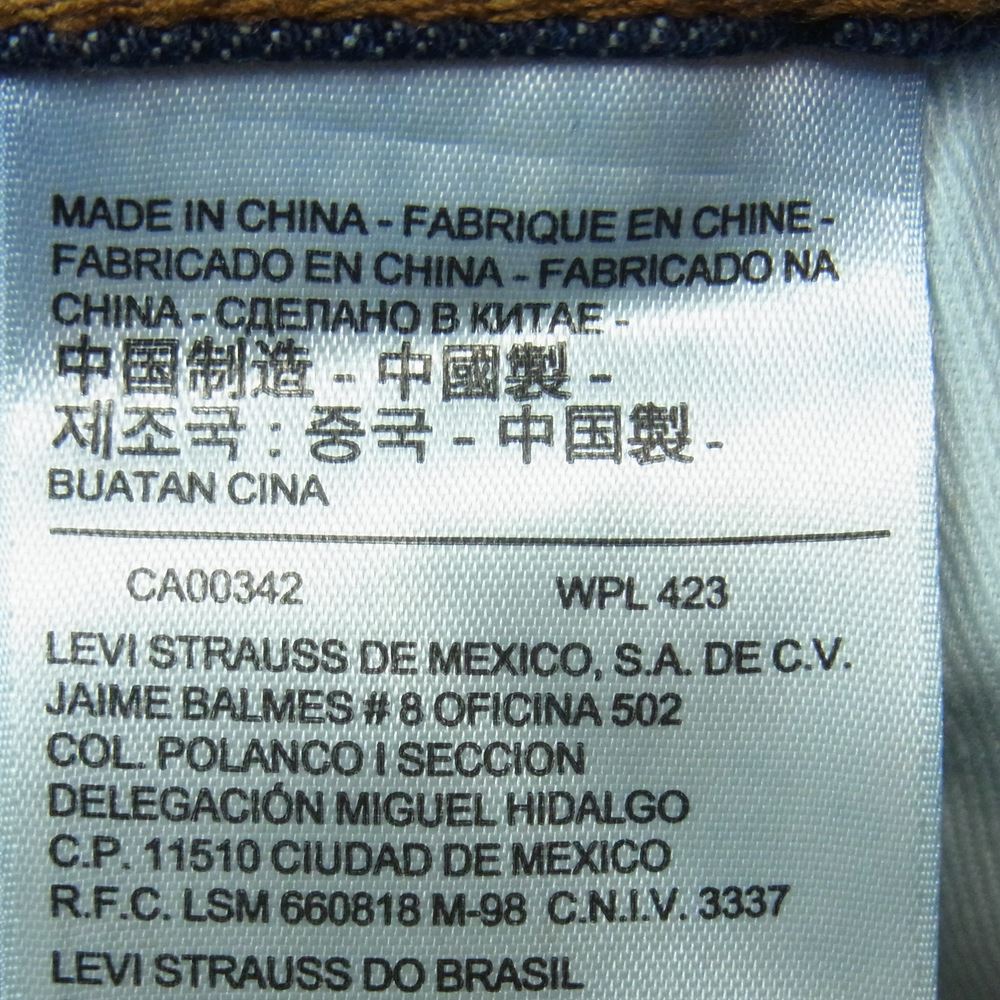 MADE IN CHINA - FABRIQUE EN CHINE -
FABRICADO EN CHINA - FABRICADO NA
CHINA - СДЕЛАНО В КИТАЕ -
中国制造 - 中國製 -
제조국 : 중국 - 中国製 -
BUATAN CINA
CA00342 WPL 423
LEVI STRAUSS DE MEXICO, S.A. DE C.V.
JAIME BALMES # 8 OFICINA 502
COL. POLANCO I SECCION
DELEGACIÓN MIGUEL HIDALGO
C.P. 11510 CIUDAD DE MEXICO
R.F.C. LSM 660818 M-98 C.N.I.V. 3337
LEVI STRAUSS DO BRASIL